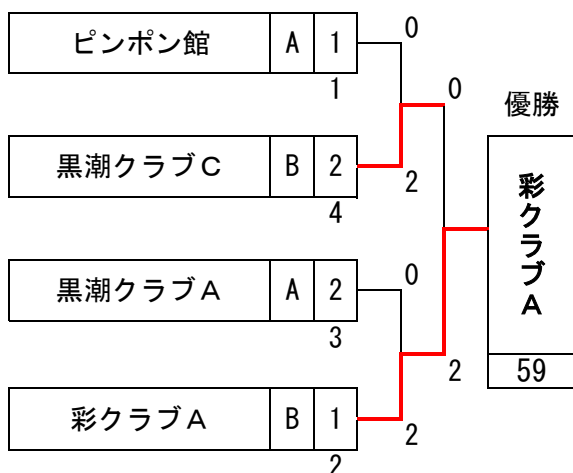 ピンポン館 A 1 0
1 0
優勝
黒潮クラブC B 2 2
4
彩クラブA
黒潮クラブA A 2 0
3
2 59
彩クラブA B 1 2
2